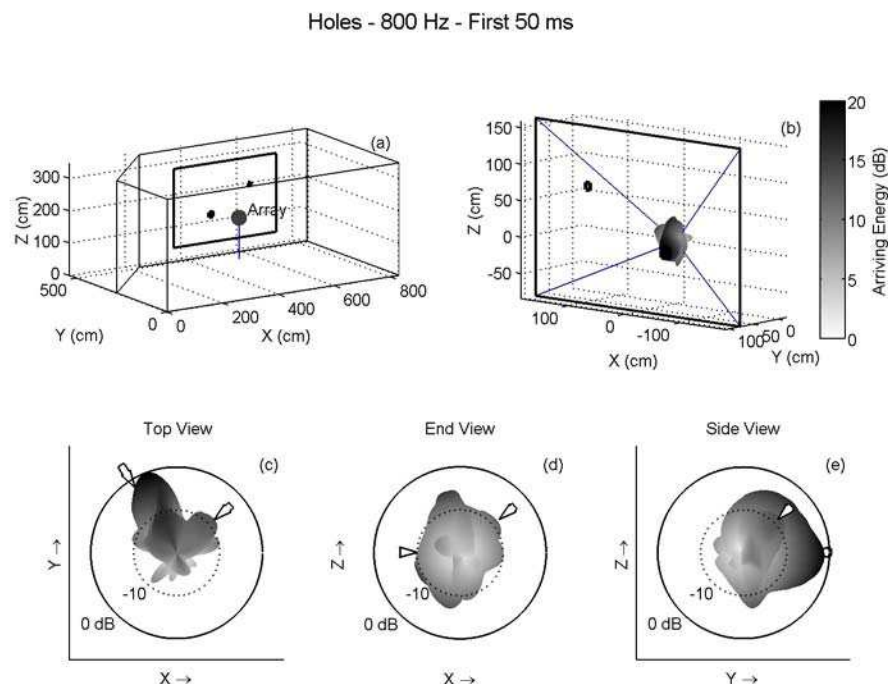 Holes - 800 Hz - First 50 ms
(a)
300
200
100
0
Z (cm)
Array
500
0
Y (cm)
0
200
400
600
800
X (cm)
(b)
150
100
50
0
-50
Z (cm)
100
0
-100
X (cm)
100
50
0
Y (cm)
20
15
10
5
0
Arriving Energy (dB)
Top View
(c)
-10
0 dB
Y →
X →
End View
(d)
-10
0 dB
Z →
X →
Side View
(e)
-10
0 dB
Z →
Y →